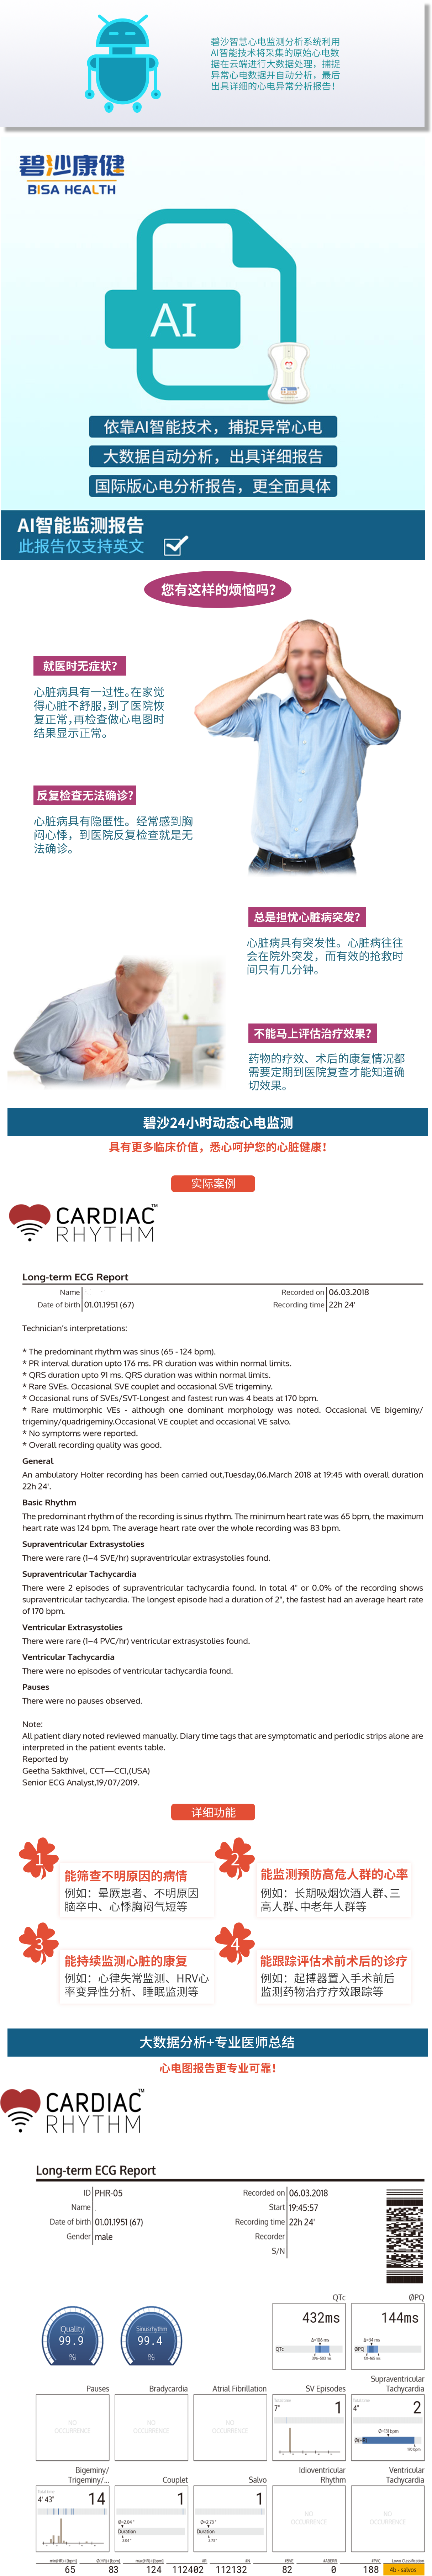 碧沙智慧心电监测分析系统利用
AI智能技术将采集的原始心电数
据在云端进行大数据处理，捕捉
异常心电数据并自动分析，最后
出具详细的心电异常分析报告！
碧沙康健
BISA HEALTH
AI
依靠AI智能技术，捕捉异常心电
大数据自动分析，出具详细报告
国际版心电分析报告，更全面具体
AI智能监测报告
此报告仅支持英文
您有这样的烦恼吗?
就医时无症状?
心脏病具有一过性。在家觉
得心脏不舒服，到了医院恢
复正常，再检查做心电图时
结果显示正常。
反复检查无法确诊?
心脏病具有隐匿性。经常感到胸
闷心悸，到医院反复检查就是无
法确诊。
总是担忧心脏病突发?
心脏病具有突发性。心脏病往往
会在院外突发，而有效的抢救时
间只有几分钟。
不能马上评估治疗效果?
药物的疗效、术后的康复情况都
需要定期到医院复查才能知道确
切效果。
碧沙24小时动态心电监测
具有更多临床价值，悉心呵护您的心脏健康！
实际案例
CARDIAC™
RHYTHM
Long-term ECG Report
Name
Recorded on 06.03.2018
Date of birth 01.01.1951 (67)
Recording time 22h 24'
Technician's interpretations:
* The predominant rhythm was sinus (65 - 124 bpm).
* PR interval duration upto 176 ms. PR duration was within normal limits.
* QRS duration upto 91 ms. QRS duration was within normal limits.
* Rare SVEs. Occasional SVE couplet and occasional SVE trigeminy.
* Occasional runs of SVEs/SVT-Longest and fastest run was 4 beats at 170 bpm.
* Rare multimorphic VEs - although one dominant morphology was noted. Occasional VE bigeminy/
trigeminy/quadrigeminy.Occasional VE couplet and occasional VE salvo.
* No symptoms were reported.
* Overall recording quality was good.
General
An ambulatory Holter recording has been carried out,Tuesday,06.March 2018 at 19:45 with overall duration
22h 24'.
Basic Rhythm
The predominant rhythm of the recording is sinus rhythm. The minimum heart rate was 65 bpm, the maximum
heart rate was 124 bpm. The average heart rate over the whole recording was 83 bpm.
Supraventricular Extrasystolies
There were rare (1–4 SVE/hr) supraventricular extrasystolies found.
Supraventricular Tachycardia
There were 2 episodes of supraventricular tachycardia found. In total 4" or 0.0% of the recording shows
supraventricular tachycardia. The longest episode had a duration of 2", the fastest had an average heart rate
of 170 bpm.
Ventricular Extrasystolies
There were rare (1–4 PVC/hr) ventricular extrasystolies found.
Ventricular Tachycardia
There were no episodes of ventricular tachycardia found.
Pauses
There were no pauses observed.
Note:
All patient diary noted reviewed manually. Diary time tags that are symptomatic and periodic strips alone are
interpreted in the patient events table.
Reported by
Geetha Sakthivel, CCT—CCI,(USA)
Senior ECG Analyst,19/07/2019.
详细功能
1
能筛查不明原因的病情
例如：晕厥患者、不明原因
脑卒中、心悸胸闷气短等
2
能监测预防高危人群的心率
例如：长期吸烟饮酒人群、三
高人群、中老年人群等
3
能持续监测心脏的康复
例如：心律失常监测、HRV心
率变异性分析、睡眠监测等
4
能跟踪评估术前术后的诊疗
例如：起搏器置入手术前后
监测药物治疗疗效跟踪等
大数据分析+专业医师总结
心电图报告更专业可靠！
CARDIAC™
RHYTHM
Long-term ECG Report
ID PHR-05
Recorded on 06.03.2018
Name
Start 19:45:57
Date of birth 01.01.1951 (67)
Recording time 22h 24'
Gender male
Recorder
S/N
QTc
ØPQ
Quality
99.9
%
Sinusrhythm
99.4
%
432ms
144ms
QTc
ØPQ
Pauses
Bradycardia
Atrial Fibrillation
SV Episodes
Supraventricular
Tachycardia
NO
OCCURRENCE
NO
OCCURRENCE
NO
OCCURRENCE
7"
1
4"
2
Bigeminy/
Trigeminy/...
Couplet
Salvo
Idioventricular
Rhythm
Ventricular
Tachycardia
4' 43"
14
1
1
Duration
Duration
NO
OCCURRENCE
NO
OCCURRENCE
65
83
124
112402
112132
82
0
188
4b - salvos